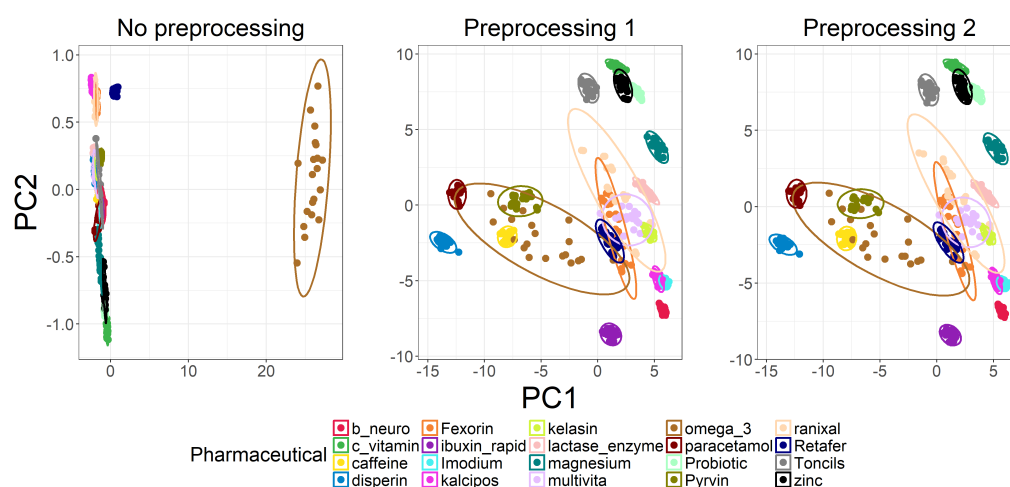 No preprocessing Preprocessing 1 Preprocessing 2
1.0 10 10
0.5 5 5
0.0 0 0
-0.5 -5 -5
-1.0 -10 -10
PC2
0 10 20 -15 -10 -5 0 5 -15 -10 -5 0 5
PC1
Pharmaceutical
b_neuro Fexorin kelasin omega_3 ranixal
c_vitamin ibuxin_rapid lactase_enzyme paracetamol Retafer
caffeine Imodium magnesium Probiotic Toncils
disperin kalcipos multivita Pyrvin zinc